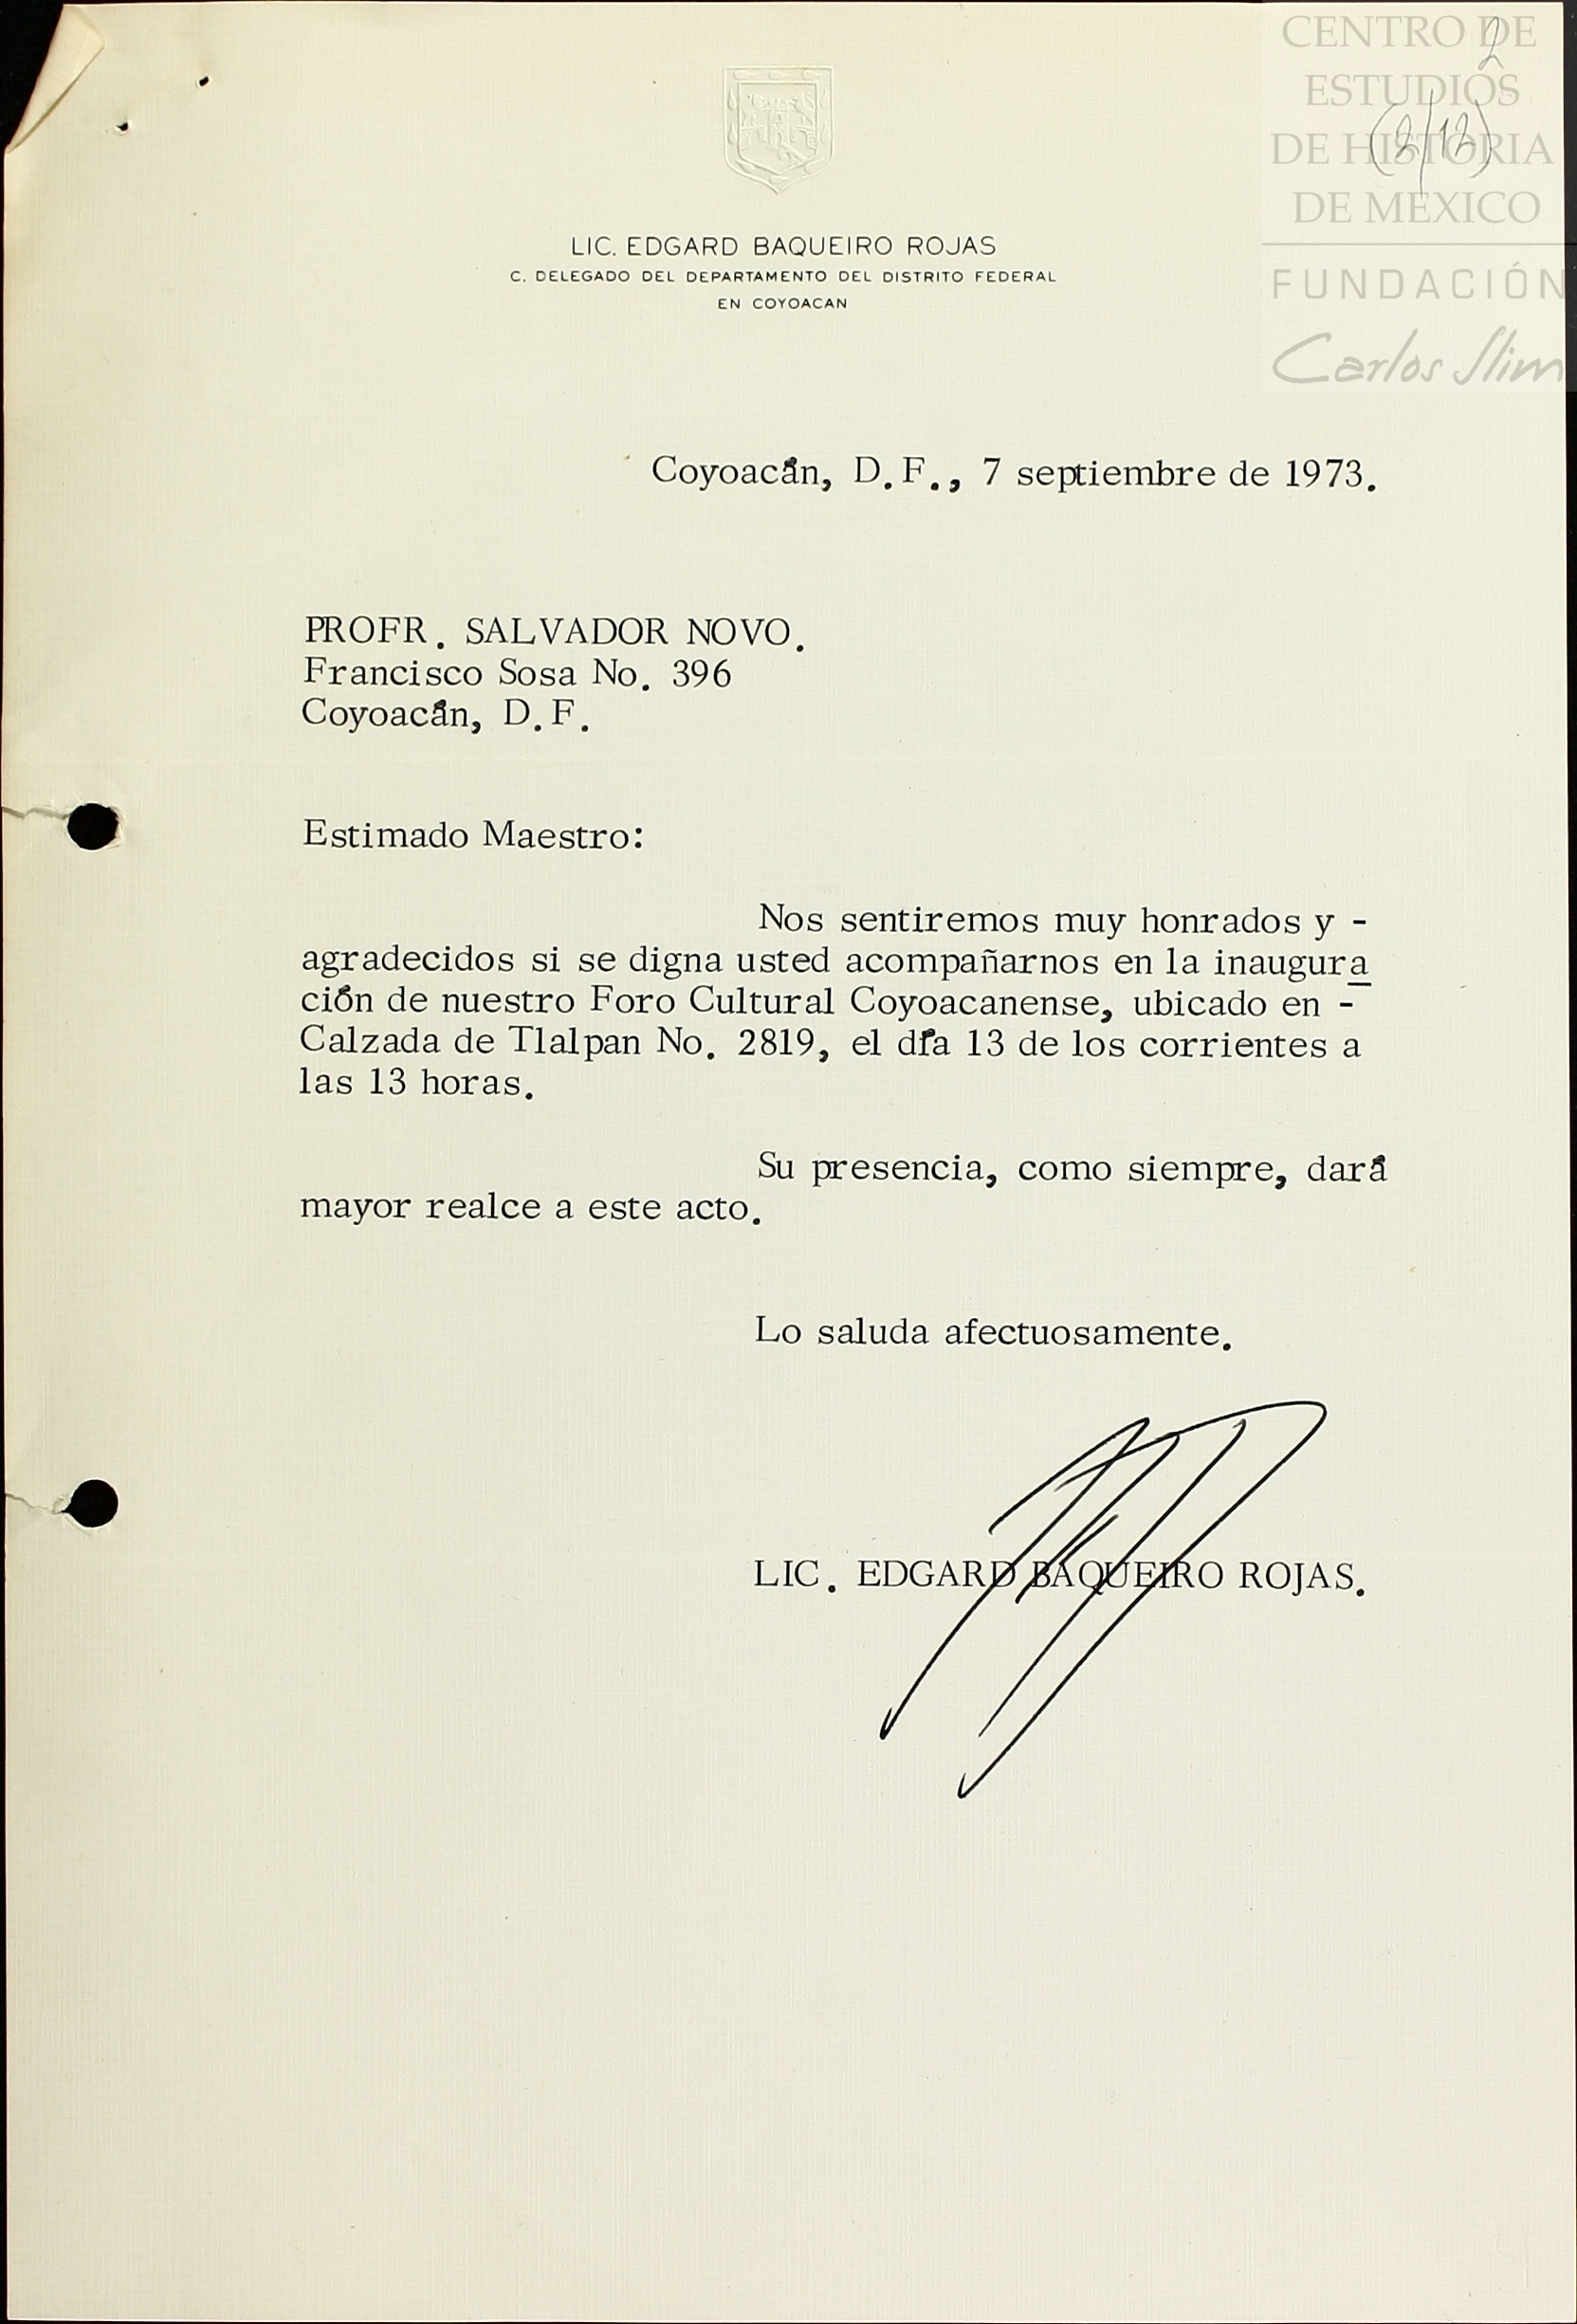 CENTRO DE
ESTUDIOS
DE HISTORIA
DE MEXICO
FUNDACIÓN
Carlos Slim
2
(2/12)
LIC. EDGARD BAQUEIRO ROJAS
C. DELEGADO DEL DEPARTAMENTO DEL DISTRITO FEDERAL
EN COYOACAN
Coyoacán, D.F., 7 septiembre de 1973.
PROFR. SALVADOR NOVO.
Francisco Sosa No. 396
Coyoacán, D.F.
Estimado Maestro:
Nos sentiremos muy honrados y -
agradecidos si se digna usted acompañarnos en la inaugura
ción de nuestro Foro Cultural Coyoacanense, ubicado en -
Calzada de Tlalpan No. 2819, el día 13 de los corrientes a
las 13 horas.
Su presencia, como siempre, dará
mayor realce a este acto.
Lo saluda afectuosamente.
LIC. EDGARD BAQUEIRO ROJAS.